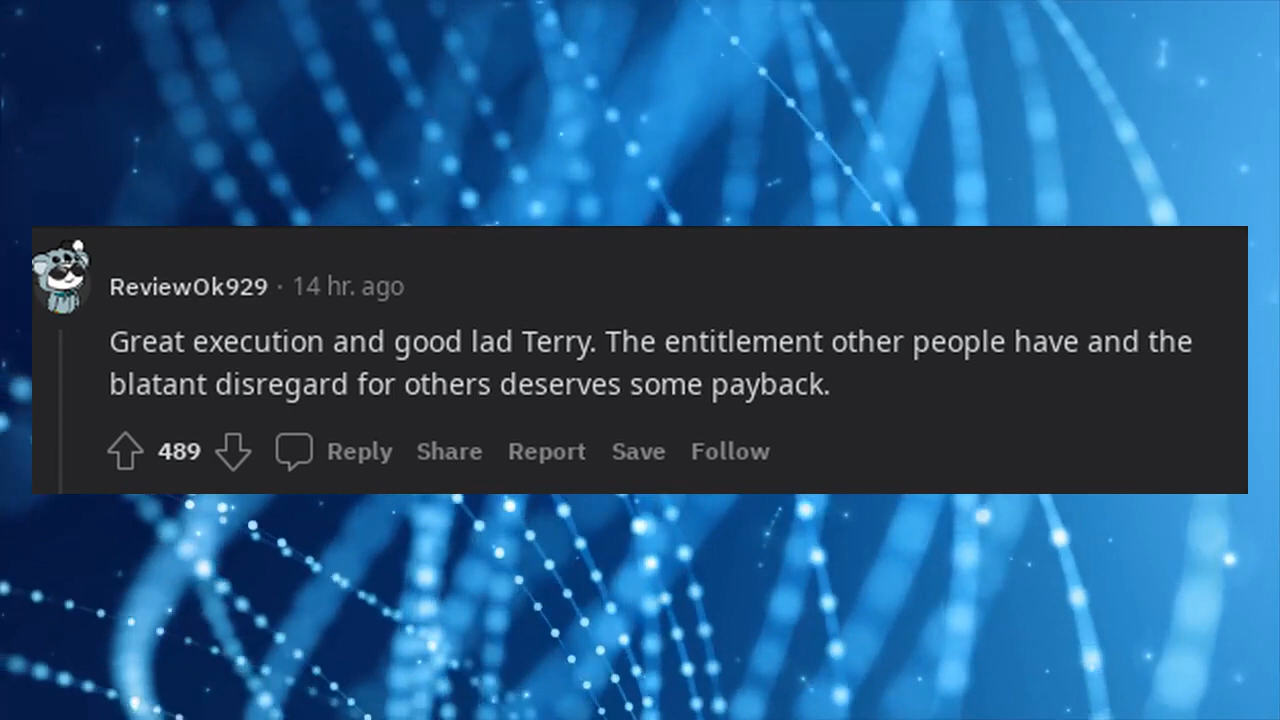 ReviewOk929 · 14 hr. ago
Great execution and good lad Terry. The entitlement other people have and the
blatant disregard for others deserves some payback.
489 Reply Share Report Save Follow